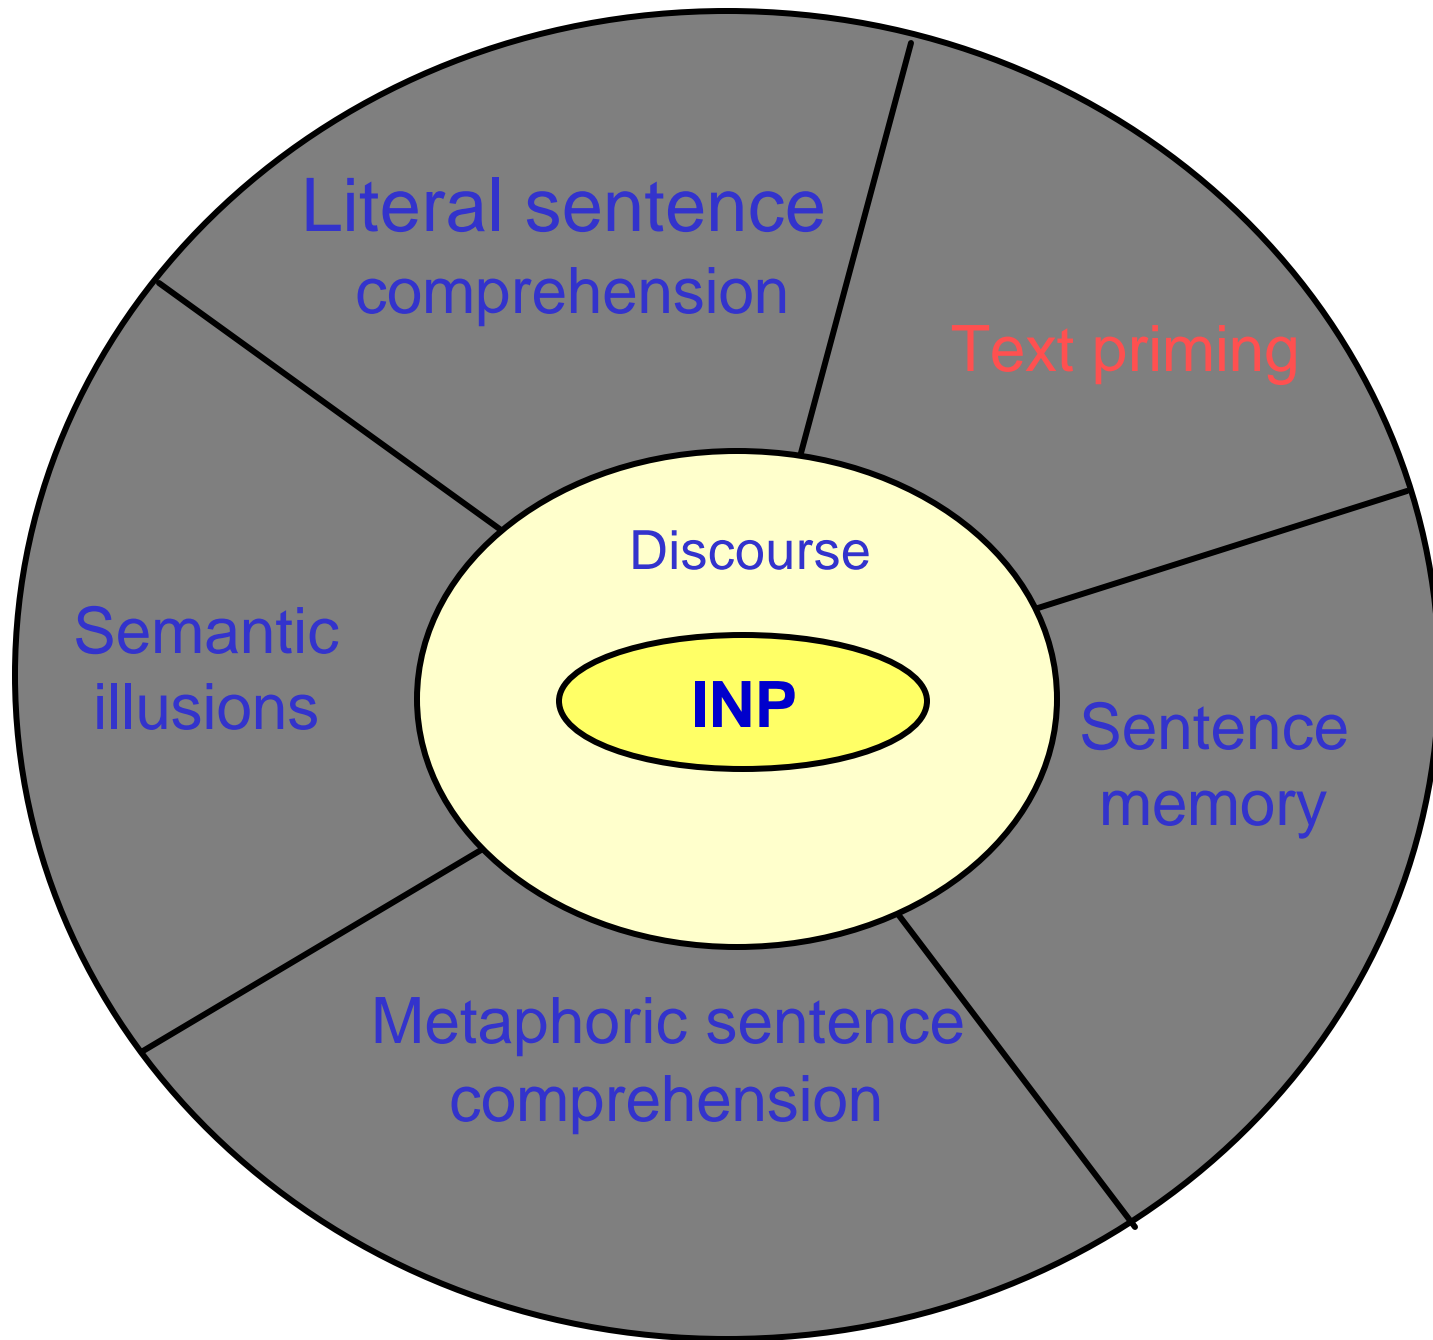 Literal sentence
comprehension
Text priming
Discourse
Semantic
illusions
INP
Sentence
memory
Metaphoric sentence
comprehension